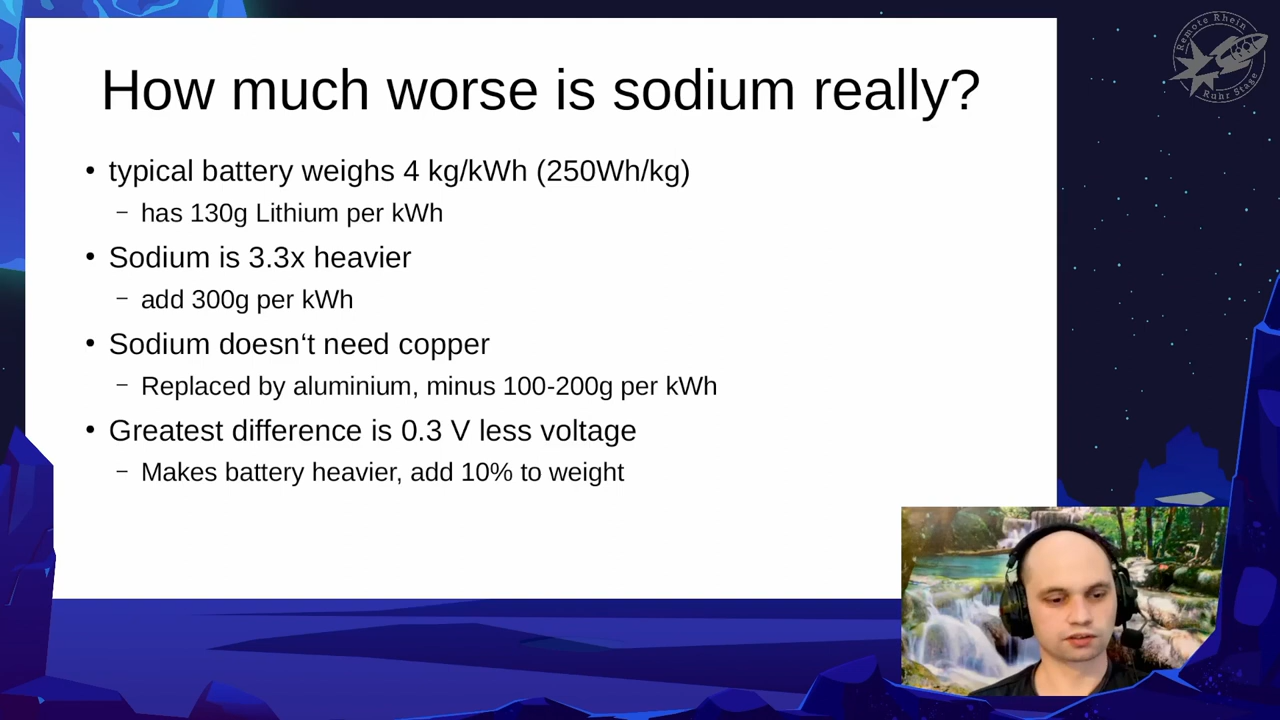 How much worse is sodium really?
• typical battery weighs 4 kg/kWh (250Wh/kg)
– has 130g Lithium per kWh
• Sodium is 3.3x heavier
– add 300g per kWh
• Sodium doesn‘t need copper
– Replaced by aluminium, minus 100-200g per kWh
• Greatest difference is 0.3 V less voltage
– Makes battery heavier, add 10% to weight
Remote Rhein
Ruhr Stage